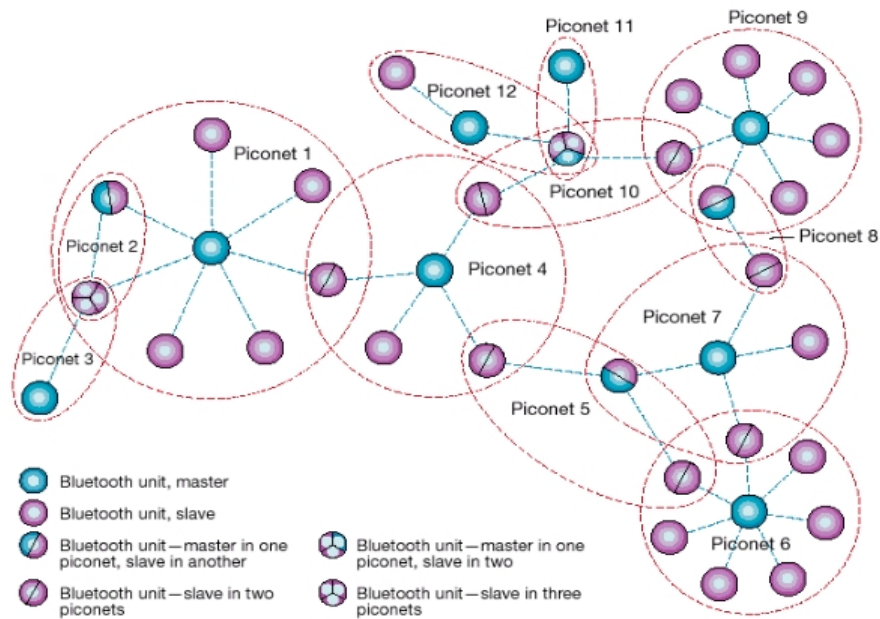 Piconet 11
Piconet 9
Piconet 12
Piconet 1
Piconet 10
Piconet 2
Piconet 8
Piconet 4
Piconet 7
Piconet 3
Piconet 5
Piconet 6
Bluetooth unit, master
Bluetooth unit, slave
Bluetooth unit—master in one
piconet, slave in another
Bluetooth unit—slave in two
piconets
Bluetooth unit—master in one
piconet, slave in two
Bluetooth unit—slave in three
piconets